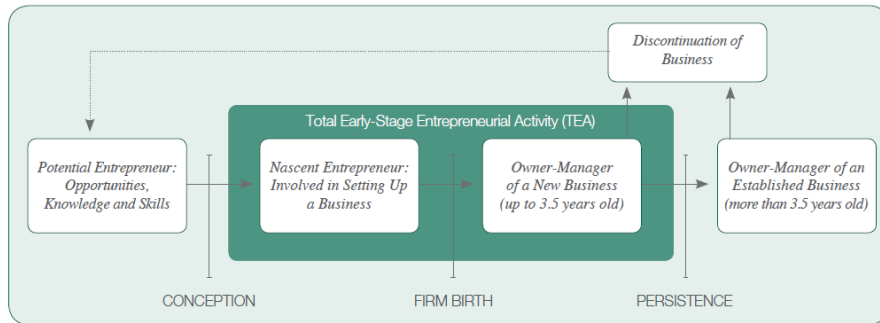 Discontinuation of
Business
Total Early-Stage Entrepreneurial Activity (TEA)
Potential Entrepreneur:
Opportunities,
Knowledge and Skills
Nascent Entrepreneur:
Involved in Setting Up
a Business
Owner-Manager
of a New Business
(up to 3.5 years old)
Owner-Manager of an
Established Business
(more than 3.5 years old)
CONCEPTION
FIRM BIRTH
PERSISTENCE